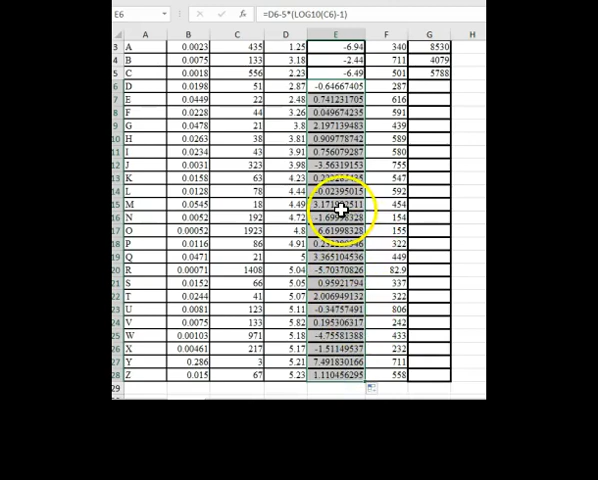 E6 fx =D6-5*(LOG10(C6)-1)
A B C D E F G H
3 A 0.0023 435 1.25 -6.94 340 8530
4 B 0.0075 133 3.18 -2.44 711 4079
5 C 0.0018 556 2.23 -6.49 501 5788
6 D 0.0198 51 2.87 -0.64667405 287
7 E 0.0449 22 2.48 0.741231705 616
8 F 0.0228 44 3.26 0.049674235 591
9 G 0.0478 21 3.8 2.197139483 439
10 H 0.0263 38 3.81 0.909778742 589
11 I 0.0234 43 3.91 0.756079287 580
12 J 0.0031 323 3.98 -3.56319153 755
13 K 0.0158 63 4.23 547
14 L 0.0128 78 4.44 -0.02395015 592
15 M 0.0545 18 4.49 454
16 N 0.0052 192 4.72 154
17 O 0.00052 1923 4.8 155
18 P 0.0116 86 4.91 322
19 Q 0.0471 21 5 3.365104536 449
20 R 0.00071 1408 5.04 -5.70370826 82.9
21 S 0.0152 66 5.05 0.95921794 337
22 T 0.0244 41 5.07 2.006949132 322
23 U 0.0081 123 5.11 -0.34757491 806
24 V 0.0075 133 5.82 0.195306317 242
25 W 0.00103 971 5.18 -4.75581388 433
26 X 0.00461 217 5.17 -1.51149537 232
27 Y 0.286 3 5.21 7.491830166 711
28 Z 0.015 67 5.23 1.110456295 558
29